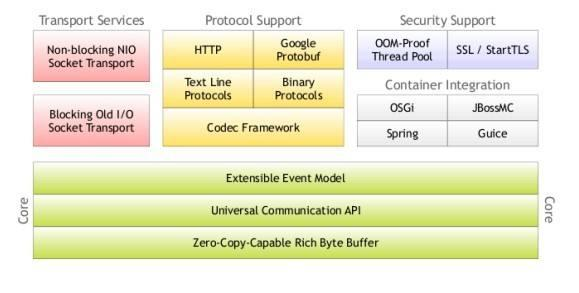 Transport Services
Non-blocking NIO
Socket Transport
Blocking Old I/O
Socket Transport
Protocol Support
HTTP
Google
Protobuf
Text Line
Protocols
Binary
Protocols
Codec Framework
Security Support
OOM-Proof
Thread Pool
SSL / StartTLS
Container Integration
OSGi
JBossMC
Spring
Guice
Core
Extensible Event Model
Universal Communication API
Zero-Copy-Capable Rich Byte Buffer
Core